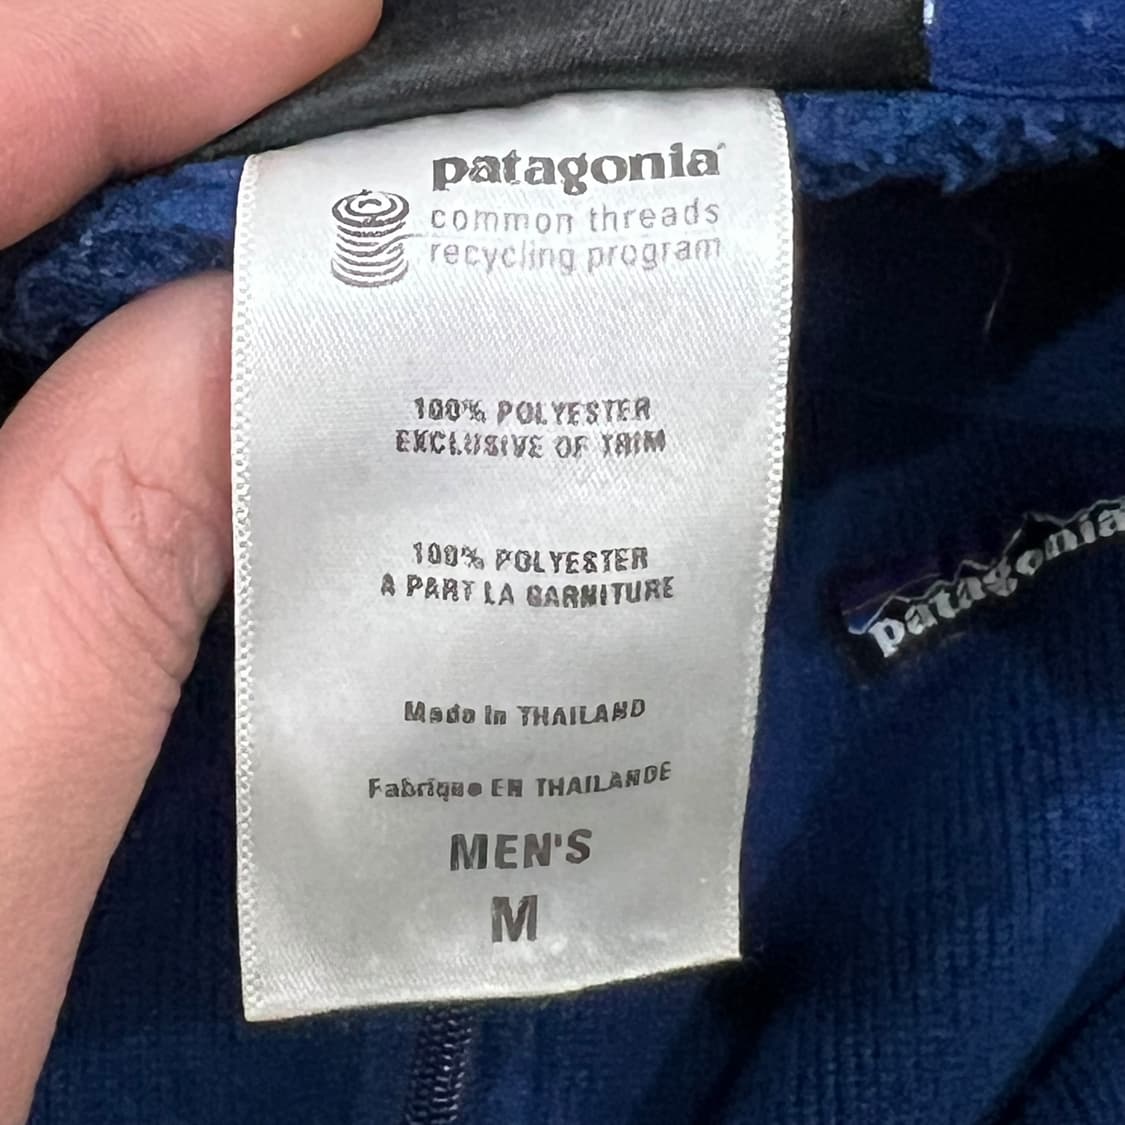 patagonia
common threads
recycling program
100% POLYESTER
EXCLUSIVE OF TRIM
100% POLYESTER
A PART LA GARNITURE
Made In THAILAND
Fabrique EN THAILANDE
MEN'S
M
patagonia